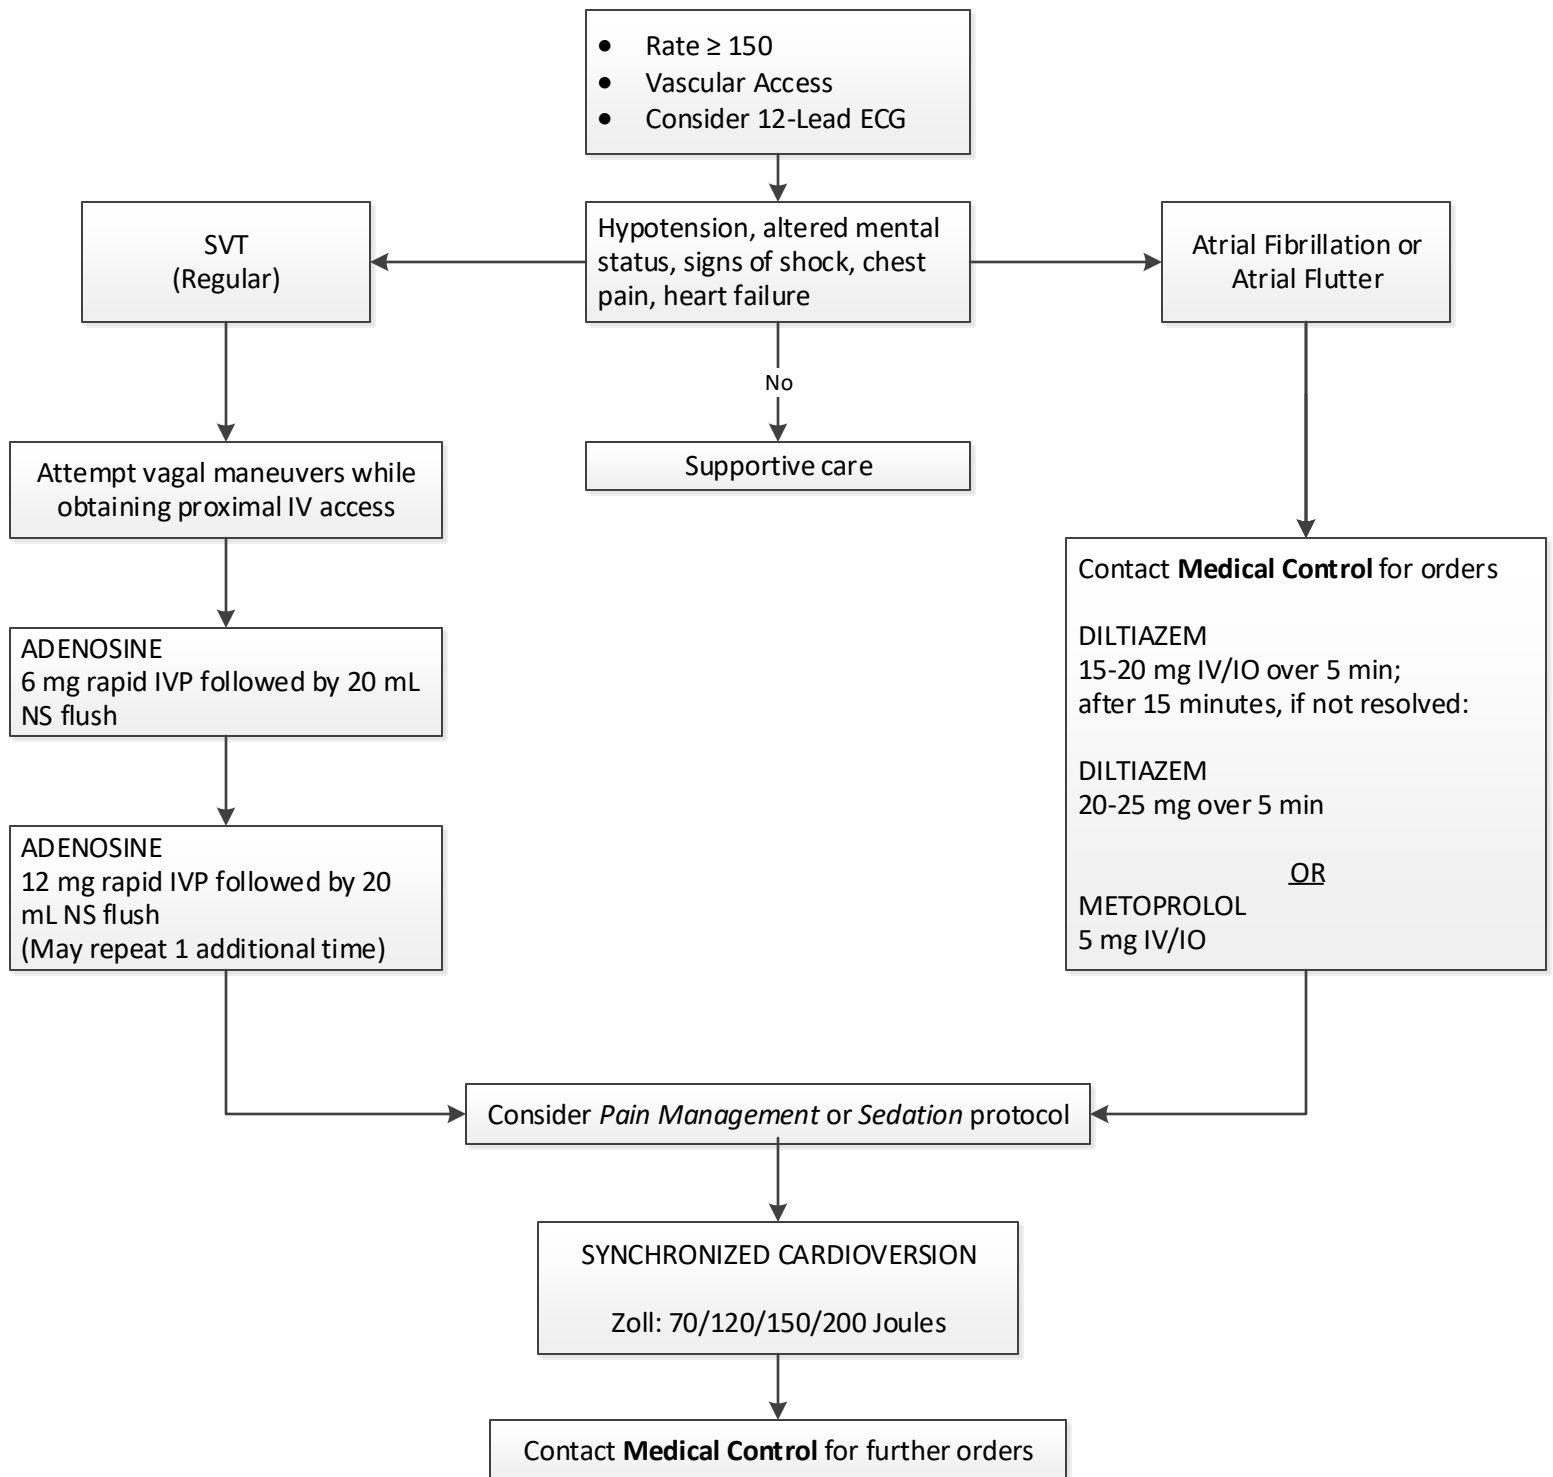 • Rate ≥ 150
• Vascular Access
• Consider 12-Lead ECG
SVT
(Regular)
Hypotension, altered mental
status, signs of shock, chest
pain, heart failure
Atrial Fibrillation or
Atrial Flutter
No
Supportive care
Attempt vagal maneuvers while
obtaining proximal IV access
ADENOSINE
6 mg rapid IVP followed by 20 mL
NS flush
ADENOSINE
12 mg rapid IVP followed by 20
mL NS flush
(May repeat 1 additional time)
Contact Medical Control for orders
DILTIAZEM
15-20 mg IV/IO over 5 min;
after 15 minutes, if not resolved:
DILTIAZEM
20-25 mg over 5 min
OR
METOPROLOL
5 mg IV/IO
Consider Pain Management or Sedation protocol
SYNCHRONIZED CARDIOVERSION
Zoll: 70/120/150/200 Joules
Contact Medical Control for further orders